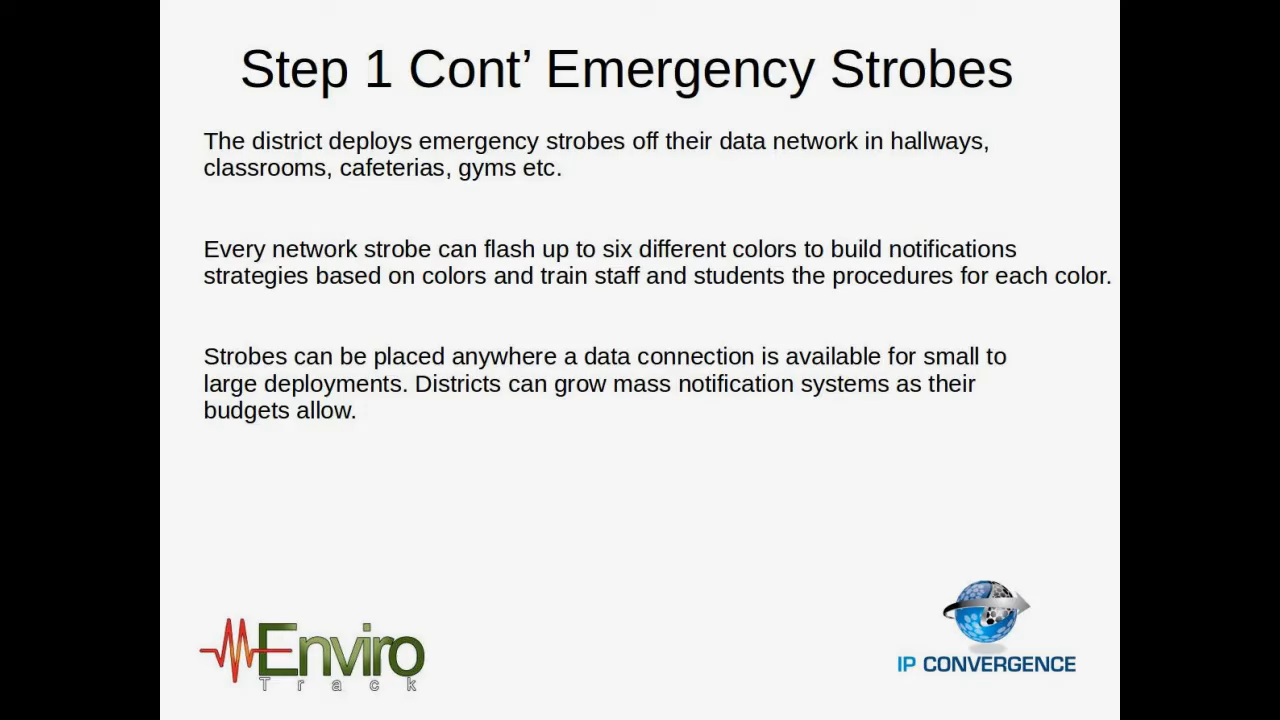 Step 1 Cont’ Emergency Strobes
The district deploys emergency strobes off their data network in hallways,
classrooms, cafeterias, gyms etc.
Every network strobe can flash up to six different colors to build notifications
strategies based on colors and train staff and students the procedures for each color.
Strobes can be placed anywhere a data connection is available for small to
large deployments. Districts can grow mass notification systems as their
budgets allow.
Enviro
Track
IP CONVERGENCE